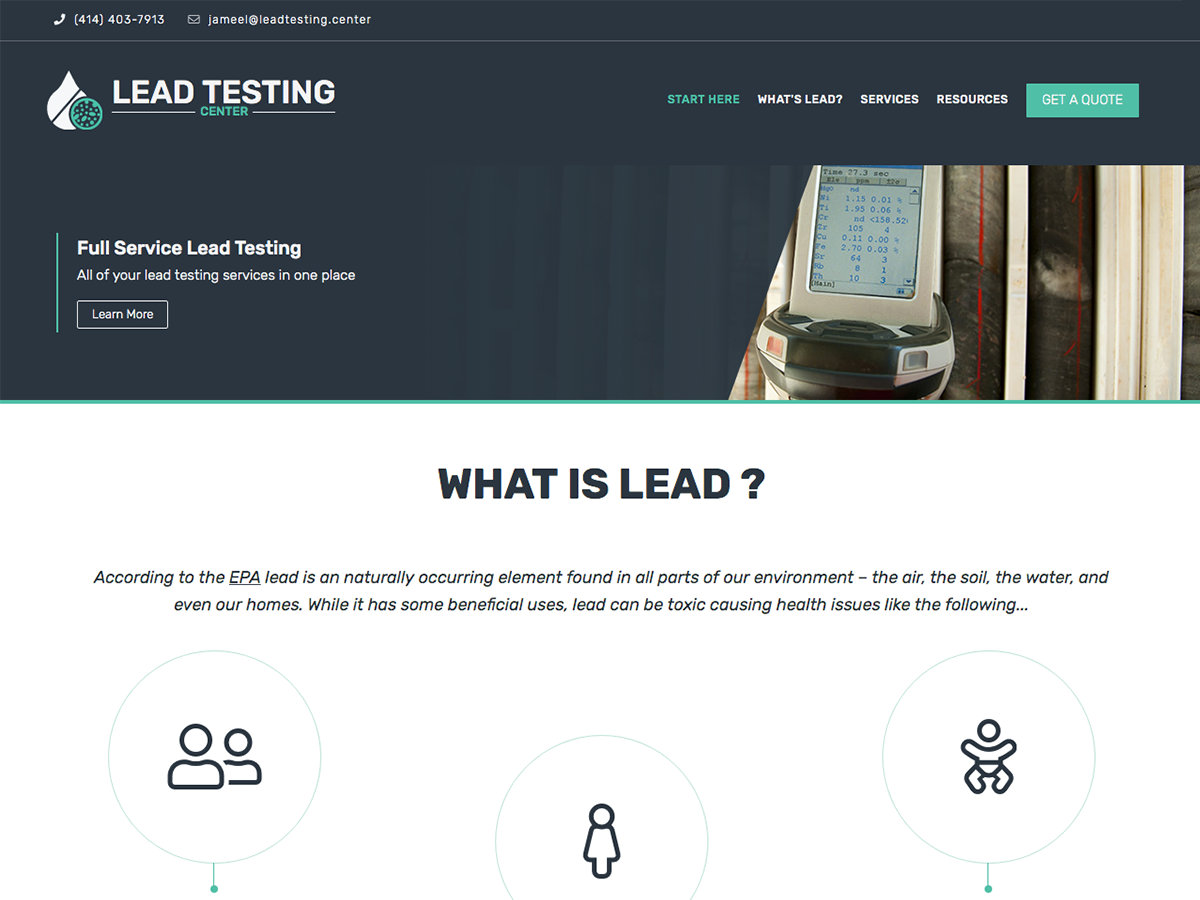 (414) 403-7913 jameel@leadtesting.center
LEAD TESTING
CENTER
START HERE WHAT'S LEAD? SERVICES RESOURCES GET A QUOTE
Full Service Lead Testing
All of your lead testing services in one place
Learn More
Time 27.3 sec
Ele ppm
HgO nd
Ni 1.15 0.01 %
Ti 1.95 0.06 %
Cr nd <158.52
Zr 105 4
Cu 0.11 0.00 %
Fe 2.70 0.03 %
Sr 64 3
Rb 8 1
Th 10 3
[Main]
WHAT IS LEAD ?
According to the EPA lead is an naturally occurring element found in all parts of our environment – the air, the soil, the water, and
even our homes. While it has some beneficial uses, lead can be toxic causing health issues like the following...